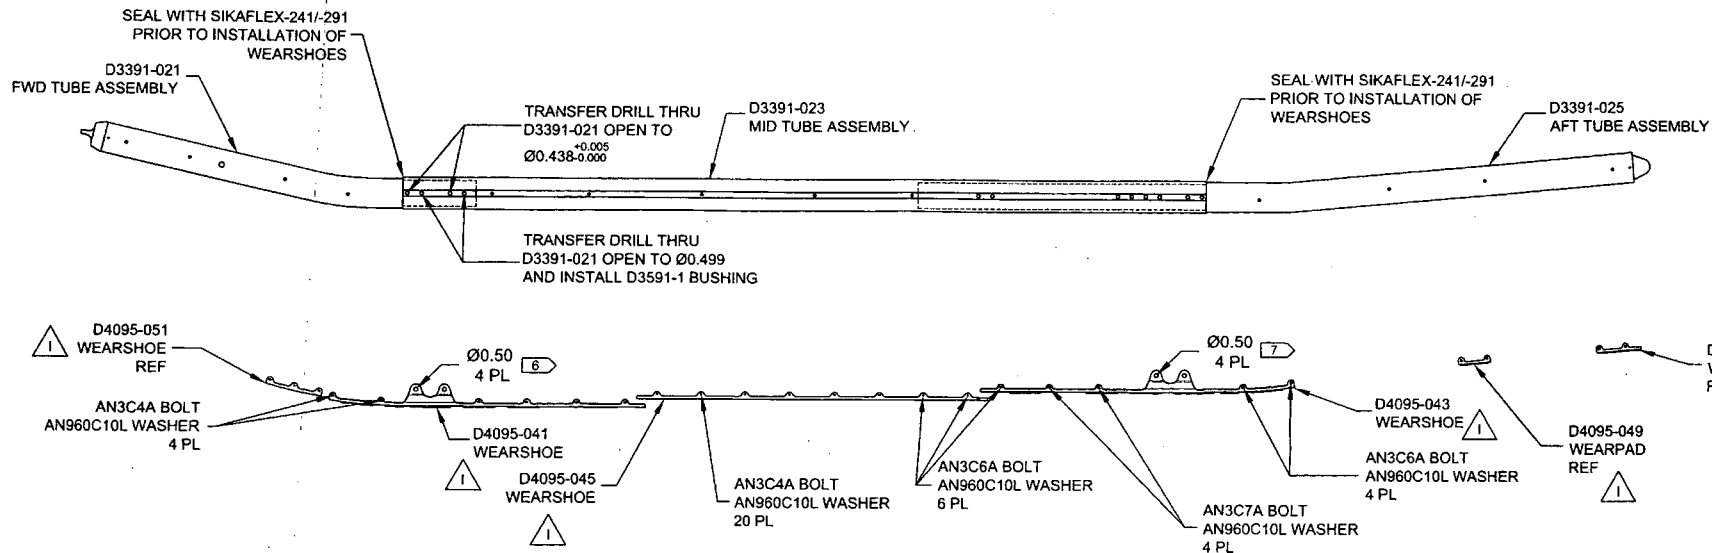 SEAL WITH SIKAFLEX-241/-291
PRIOR TO INSTALLATION OF
WEARSHOES
D3391-021
FWD TUBE ASSEMBLY
TRANSFER DRILL THRU
D3391-021 OPEN TO
Ø0.438+0.005
-0.000
D3391-023
MID TUBE ASSEMBLY
SEAL WITH SIKAFLEX-241/-291
PRIOR TO INSTALLATION OF
WEARSHOES
D3391-025
AFT TUBE ASSEMBLY
TRANSFER DRILL THRU
D3391-021 OPEN TO Ø0.499
AND INSTALL D3591-1 BUSHING
D4095-051
WEARSHOE
REF
1
Ø0.50
4 PL
6
Ø0.50
4 PL
7
AN3C4A BOLT
AN960C10L WASHER
4 PL
D4095-041
WEARSHOE
1
D4095-045
WEARSHOE
1
AN3C4A BOLT
AN960C10L WASHER
20 PL
AN3C6A BOLT
AN960C10L WASHER
6 PL
AN3C7A BOLT
AN960C10L WASHER
4 PL
AN3C6A BOLT
AN960C10L WASHER
4 PL
D4095-043
WEARSHOE
1
D4095-049
WEARPAD
REF
1